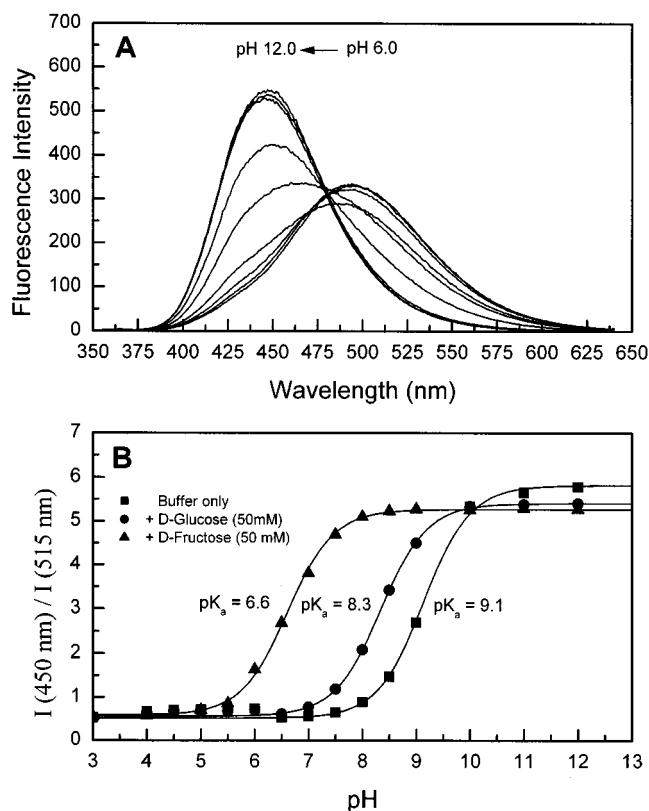 A
pH 12.0 ← pH 6.0
Fluorescence Intensity
700
600
500
400
300
200
100
0
350 375 400 425 450 475 500 525 550 575 600 625 650
Wavelength (nm)
B
I (450 nm) / I (515 nm)
7
6
5
4
3
2
1
0
■ Buffer only
● + D-Glucose (50mM)
▲ + D-Fructose (50 mM)
pKa = 6.6 pKa = 8.3 pKa = 9.1
3 4 5 6 7 8 9 10 11 12 13
pH